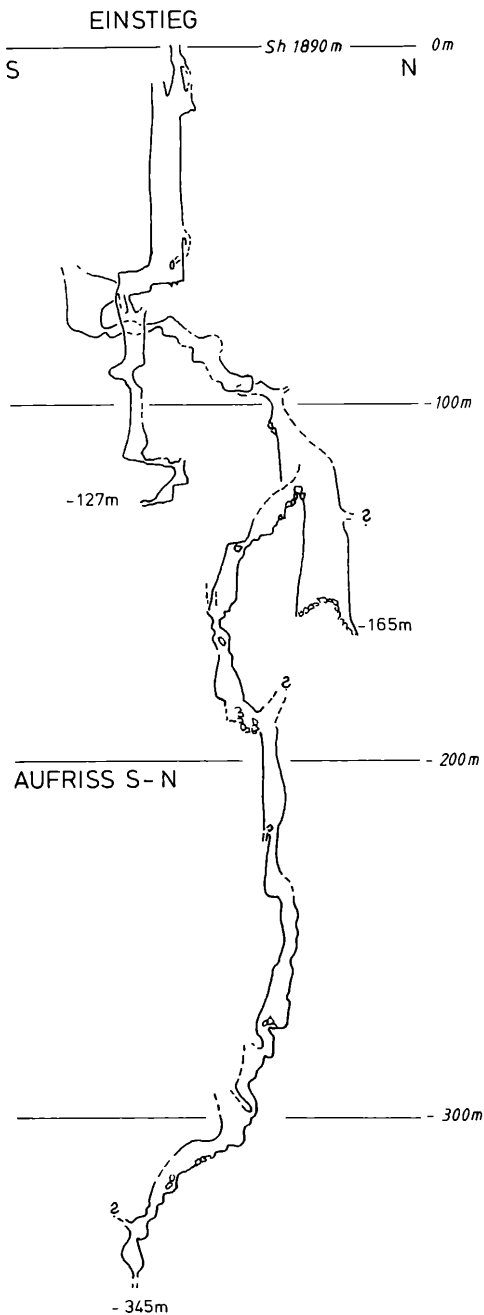 EINSTIEG
Sh 1890 m
0m
S
N
- 100m
-127m
?
-165m
?
- 200m
AUFRISS S-N
?
- 300m
?
- 345m